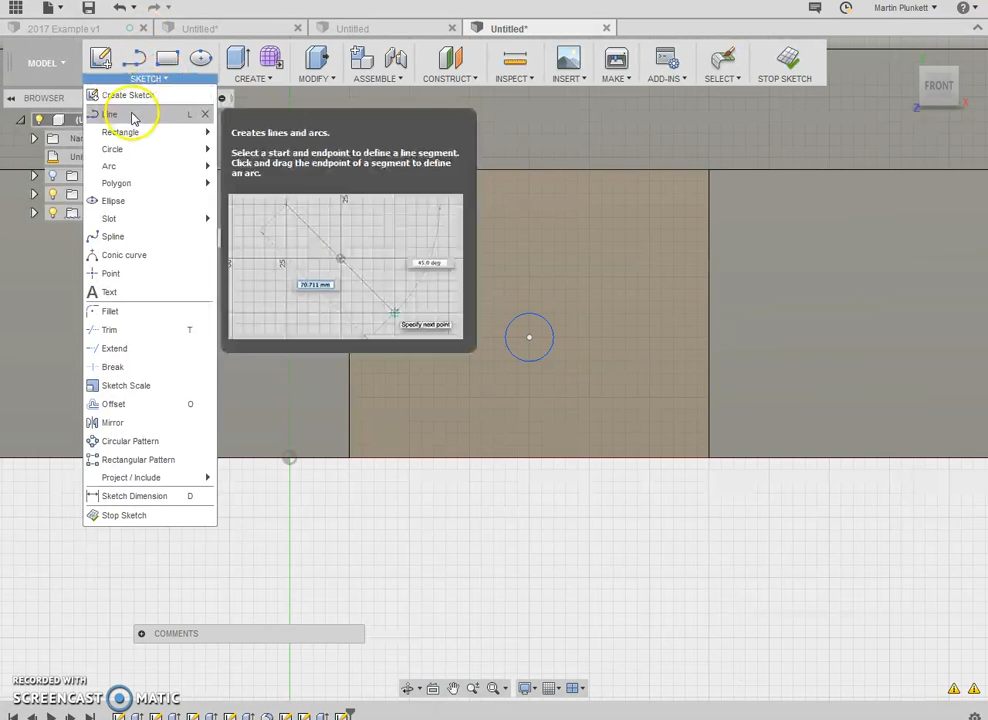 Martin Plunkett
2017 Example v1
Untitled*
Untitled
Untitled*
MODEL
SKETCH
CREATE
MODIFY
ASSEMBLE
CONSTRUCT
INSPECT
INSERT
MAKE
ADD-INS
SELECT
STOP SKETCH
FRONT
X
Z
BROWSER
Create Sketch
Line L
Rectangle
Circle
Arc
Polygon
Ellipse
Slot
Spline
Conic curve
Point
Text
Fillet
Trim T
Extend
Break
Sketch Scale
Offset O
Mirror
Circular Pattern
Rectangular Pattern
Project / Include
Sketch Dimension D
Stop Sketch
Creates lines and arcs.
Select a start and endpoint to define a line segment.
Click and drag the endpoint of a segment to define
an arc.
25
25
45.0 deg
70.711 mm
Specify next point
COMMENTS
RECORDED WITH
SCREENCAST MATIC